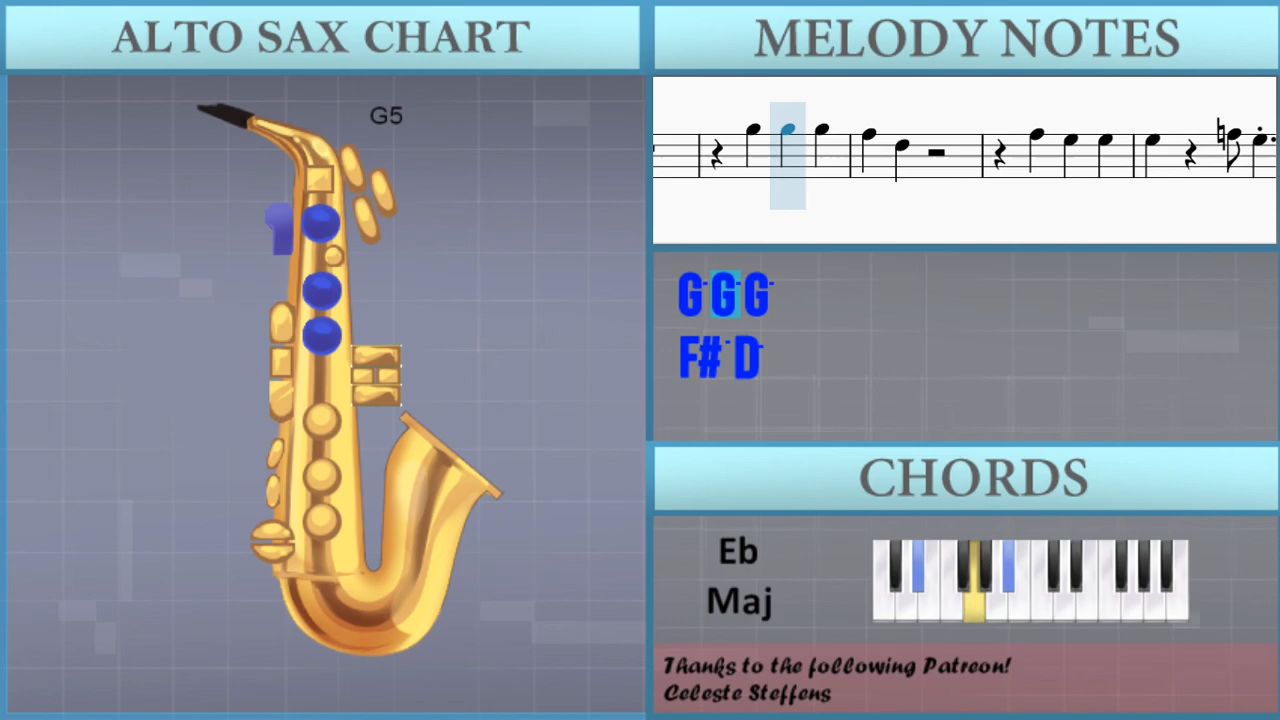 ALTO SAX CHART
MELODY NOTES
G5
G G G
F# D
CHORDS
Eb
Maj
Thanks to the following Patreon!
Celeste Steffens